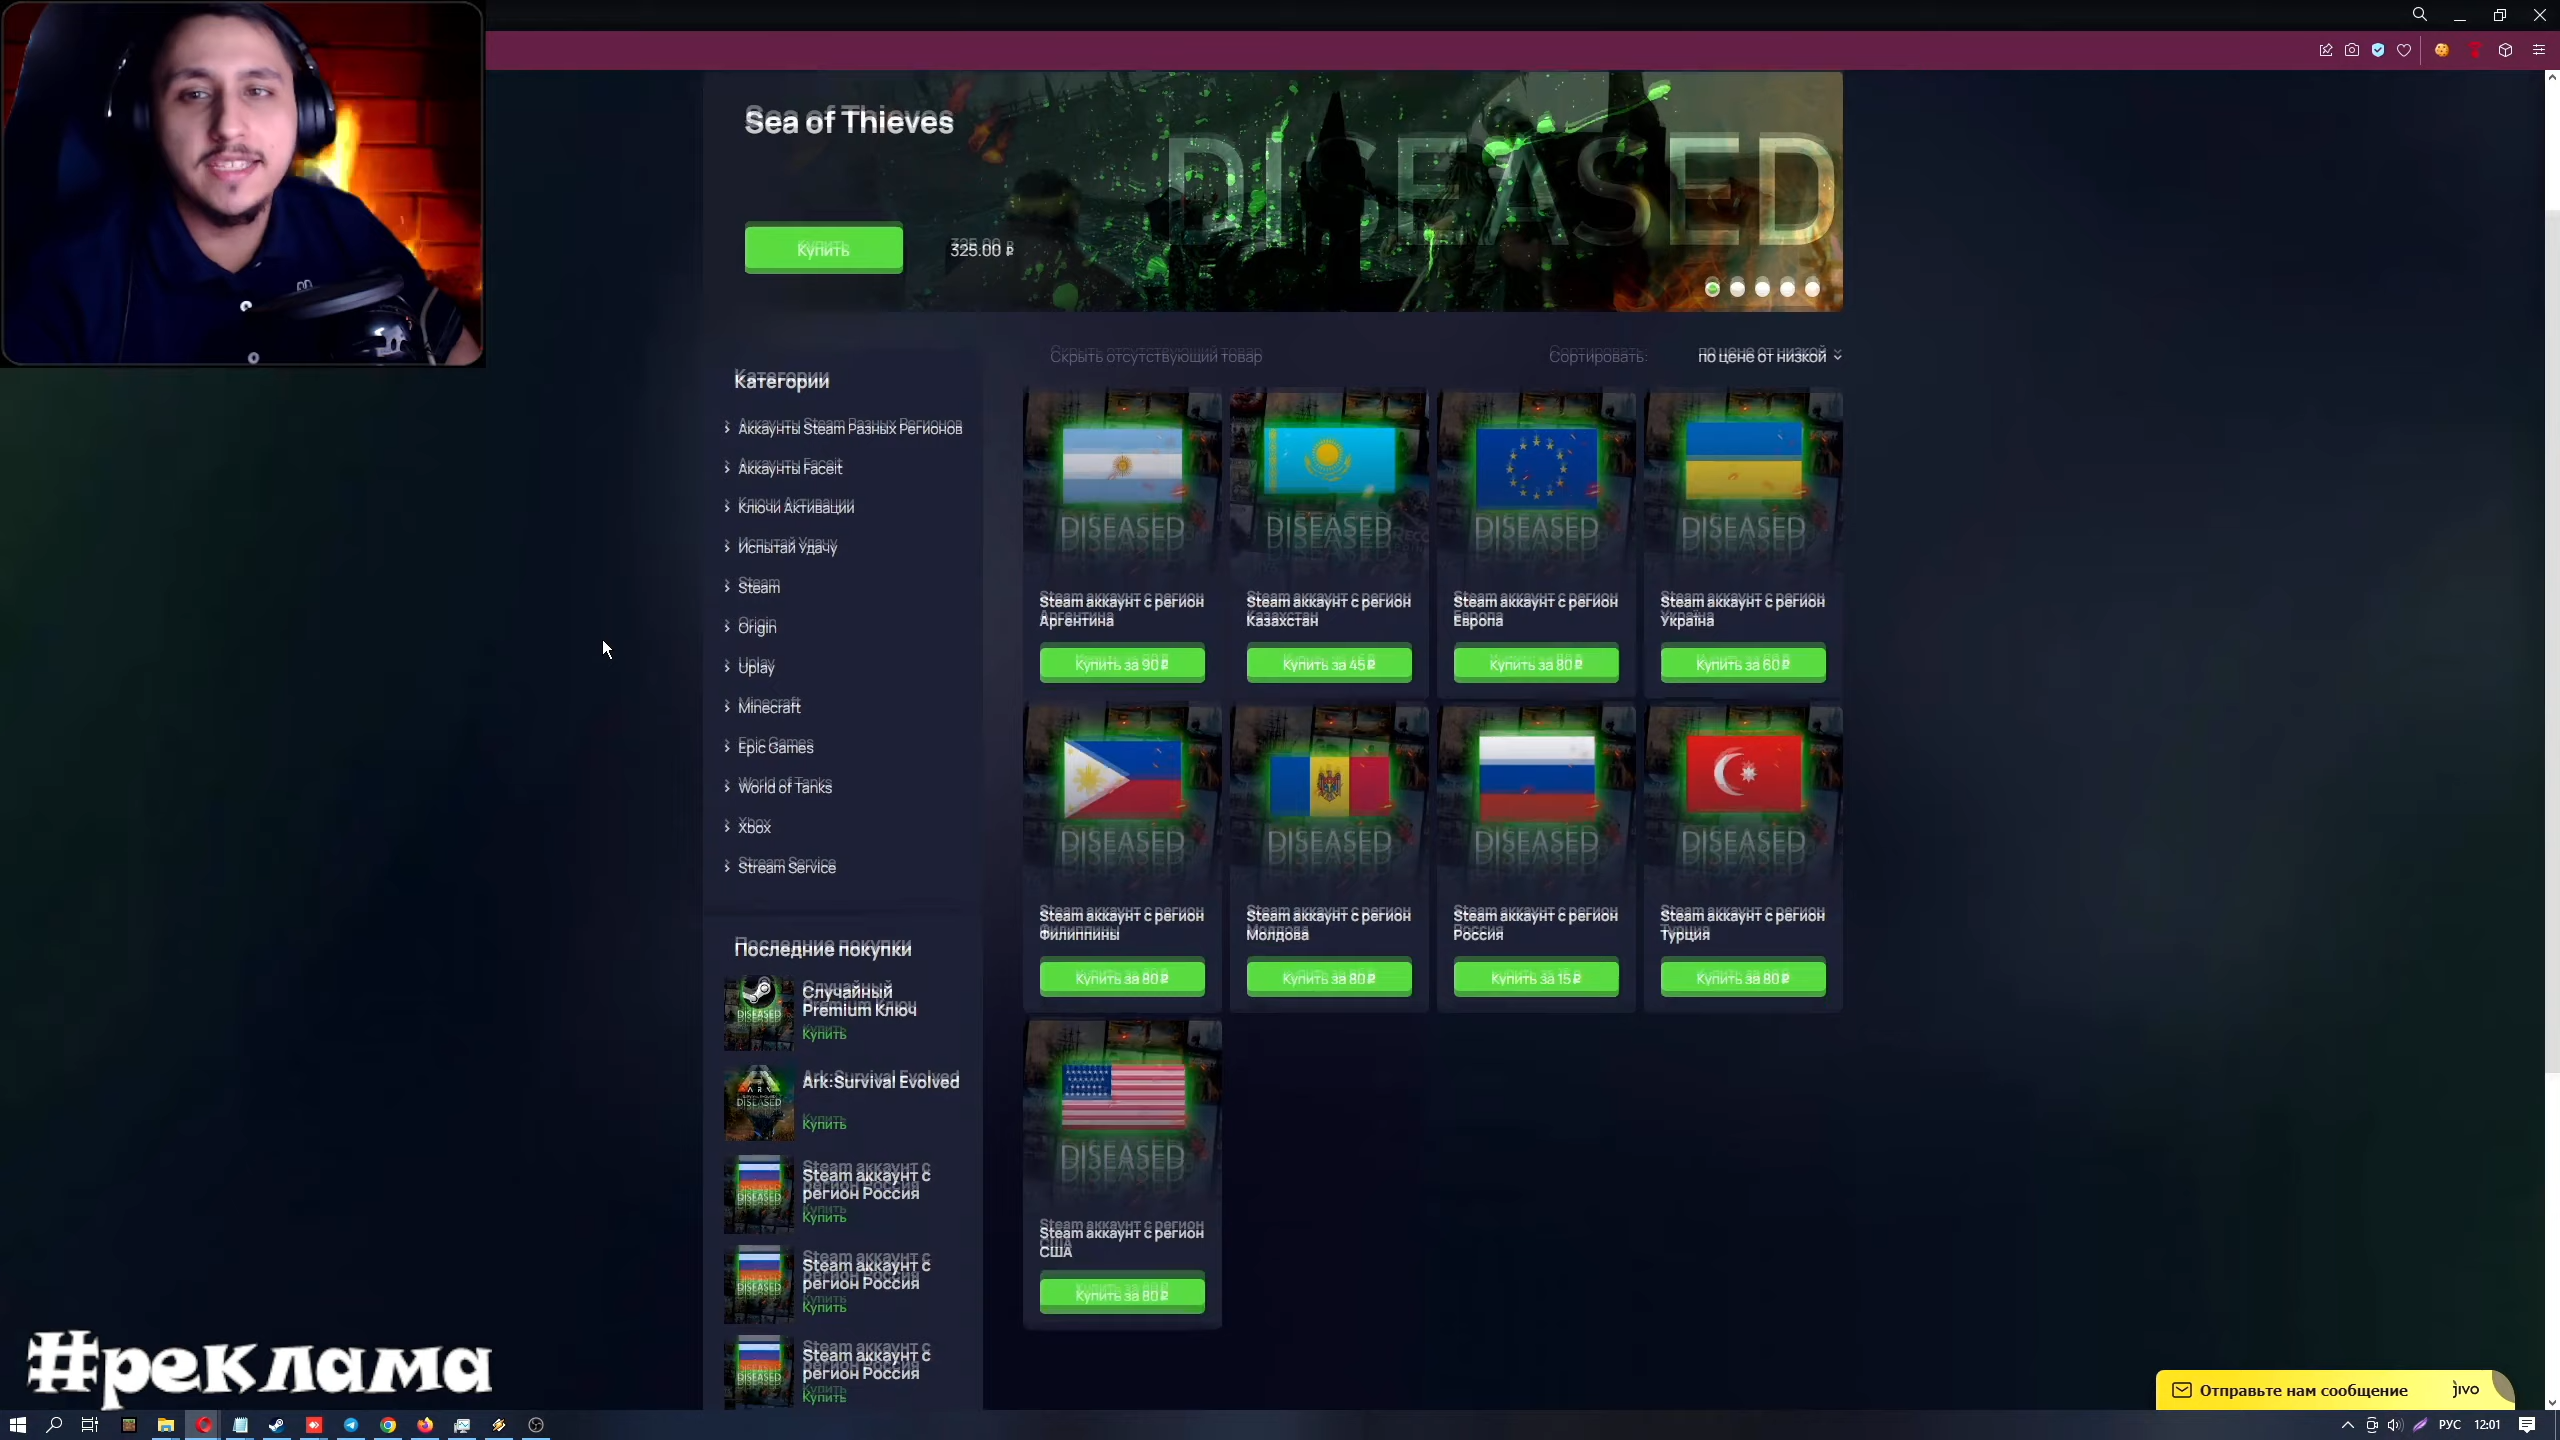 Sea of Thieves
DISEASED
Купить
325.00 ₽
Скрыть отсутствующий товар
Сортировать:
по цене от низкой
Категории
Аккаунты Steam Разных Регионов
Аккаунты Faceit
Ключи Активации
Испытай Удачу
Steam
Origin
Uplay
Minecraft
Epic Games
World of Tanks
Xbox
Stream Service
DISEASED
DISEASED
DISEASED
DISEASED
Steam аккаунт с регион
Аргентина
Купить за 90 ₽
Steam аккаунт с регион
Казахстан
Купить за 45 ₽
Steam аккаунт с регион
Европа
Купить за 80 ₽
Steam аккаунт с регион
Україна
Купить за 60 ₽
DISEASED
DISEASED
DISEASED
DISEASED
Steam аккаунт с регион
Филиппины
Купить за 80 ₽
Steam аккаунт с регион
Молдова
Купить за 80 ₽
Steam аккаунт с регион
Россия
Купить за 15 ₽
Steam аккаунт с регион
Турция
Купить за 80 ₽
DISEASED
Steam аккаунт с регион
США
Купить за 80 ₽
Последние покупки
DISEASED
Случайный
Premium Ключ
Купить
ARK
DISEASED
Ark:Survival Evolved
Купить
DISEASED
Steam аккаунт с
регион Россия
Купить
DISEASED
Steam аккаунт с
регион Россия
Купить
DISEASED
Steam аккаунт с
регион Россия
Купить
#реклама
Отправьте нам сообщение
jivo
РУС
12:01